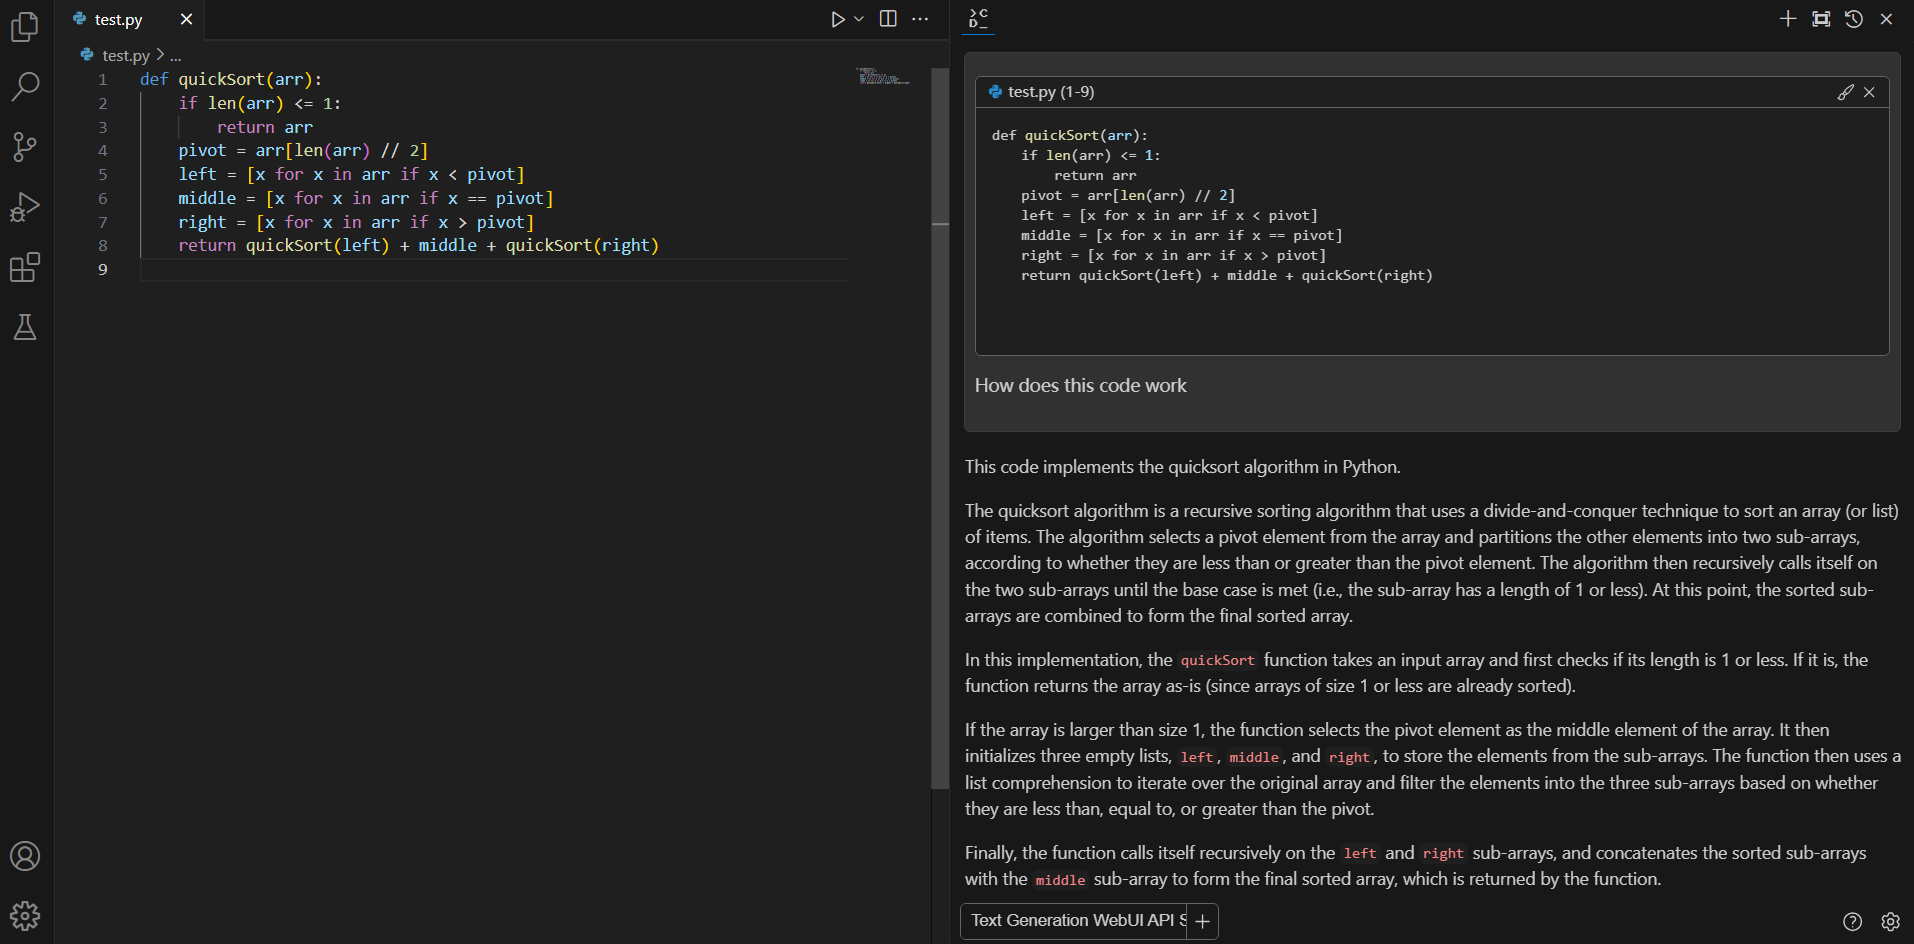 test.py
test.py > ...
1 def quickSort(arr):
2     if len(arr) <= 1:
3         return arr
4     pivot = arr[len(arr) // 2]
5     left = [x for x in arr if x < pivot]
6     middle = [x for x in arr if x == pivot]
7     right = [x for x in arr if x > pivot]
8     return quickSort(left) + middle + quickSort(right)
9
>C
D_
test.py (1-9)
def quickSort(arr):
    if len(arr) <= 1:
        return arr
    pivot = arr[len(arr) // 2]
    left = [x for x in arr if x < pivot]
    middle = [x for x in arr if x == pivot]
    right = [x for x in arr if x > pivot]
    return quickSort(left) + middle + quickSort(right)
How does this code work
This code implements the quicksort algorithm in Python.
The quicksort algorithm is a recursive sorting algorithm that uses a divide-and-conquer technique to sort an array (or list)
of items. The algorithm selects a pivot element from the array and partitions the other elements into two sub-arrays,
according to whether they are less than or greater than the pivot element. The algorithm then recursively calls itself on
the two sub-arrays until the base case is met (i.e., the sub-array has a length of 1 or less). At this point, the sorted sub-
arrays are combined to form the final sorted array.
In this implementation, the quickSort function takes an input array and first checks if its length is 1 or less. If it is, the
function returns the array as-is (since arrays of size 1 or less are already sorted).
If the array is larger than size 1, the function selects the pivot element as the middle element of the array. It then
initializes three empty lists, left, middle, and right, to store the elements from the sub-arrays. The function then uses a
list comprehension to iterate over the original array and filter the elements into the three sub-arrays based on whether
they are less than, equal to, or greater than the pivot.
Finally, the function calls itself recursively on the left and right sub-arrays, and concatenates the sorted sub-arrays
with the middle sub-array to form the final sorted array, which is returned by the function.
Text Generation WebUI API